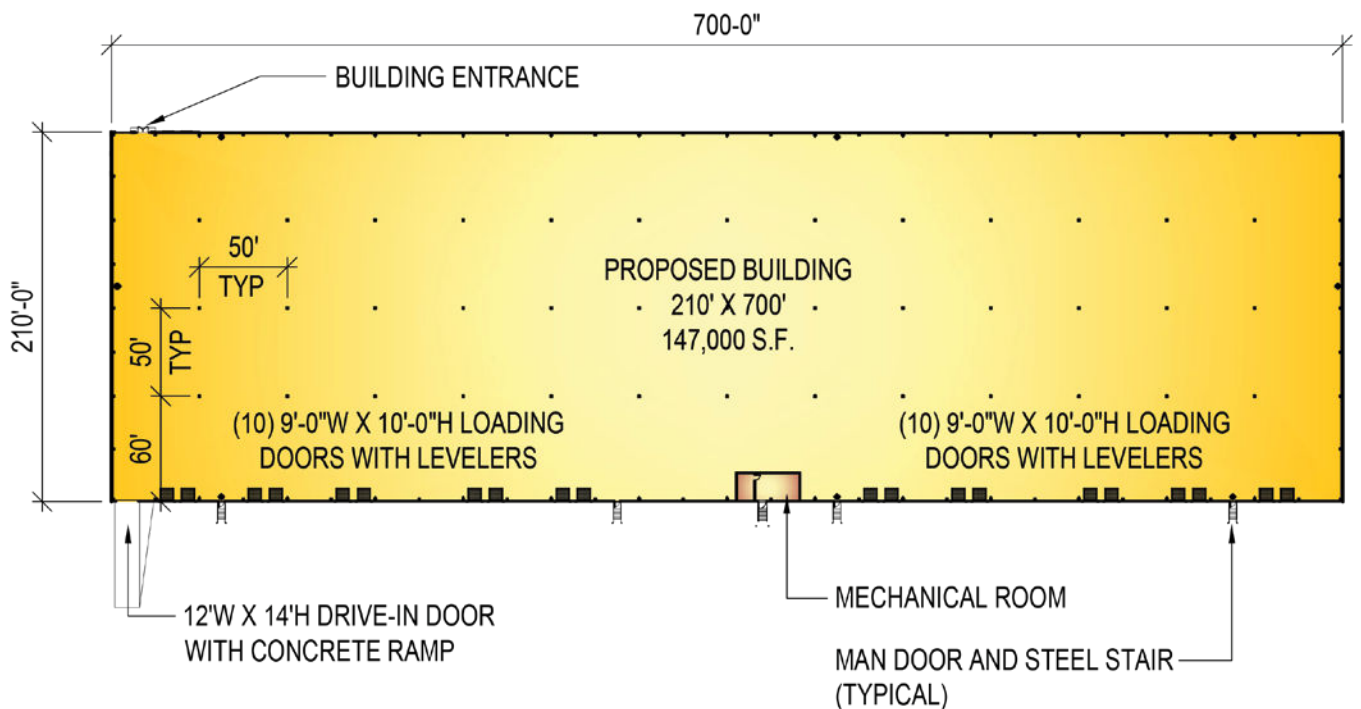 700-0"
BUILDING ENTRANCE
210'-0"
50'
TYP
PROPOSED BUILDING
210' X 700'
147,000 S.F.
50'
TYP
60'
(10) 9'-0"W X 10'-0"H LOADING
DOORS WITH LEVELERS
(10) 9'-0"W X 10'-0"H LOADING
DOORS WITH LEVELERS
12'W X 14'H DRIVE-IN DOOR
WITH CONCRETE RAMP
MECHANICAL ROOM
MAN DOOR AND STEEL STAIR
(TYPICAL)